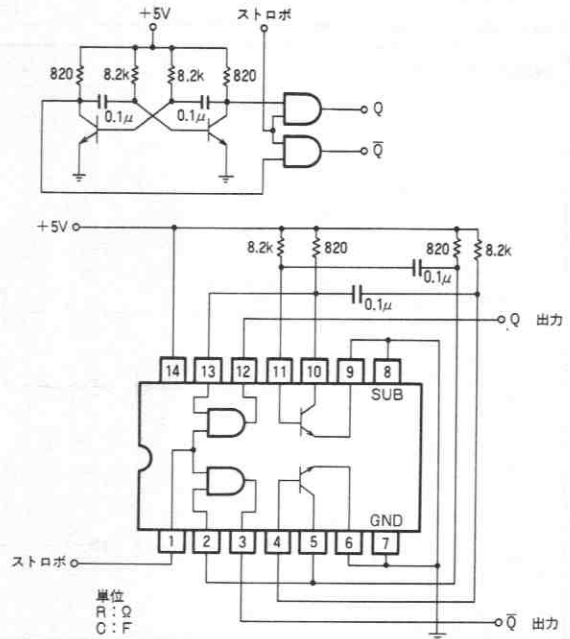 +5V
ストロボ
820
8.2k
8.2k
820
0.1μ
0.1μ
Q
Q̅
+5V
8.2k
820
820
8.2k
0.1μ
0.1μ
Q 出力
14
13
12
11
10
9
8
SUB
GND
1
2
3
4
5
6
7
ストロボ
単位
R:Ω
C:F
Q̅ 出力